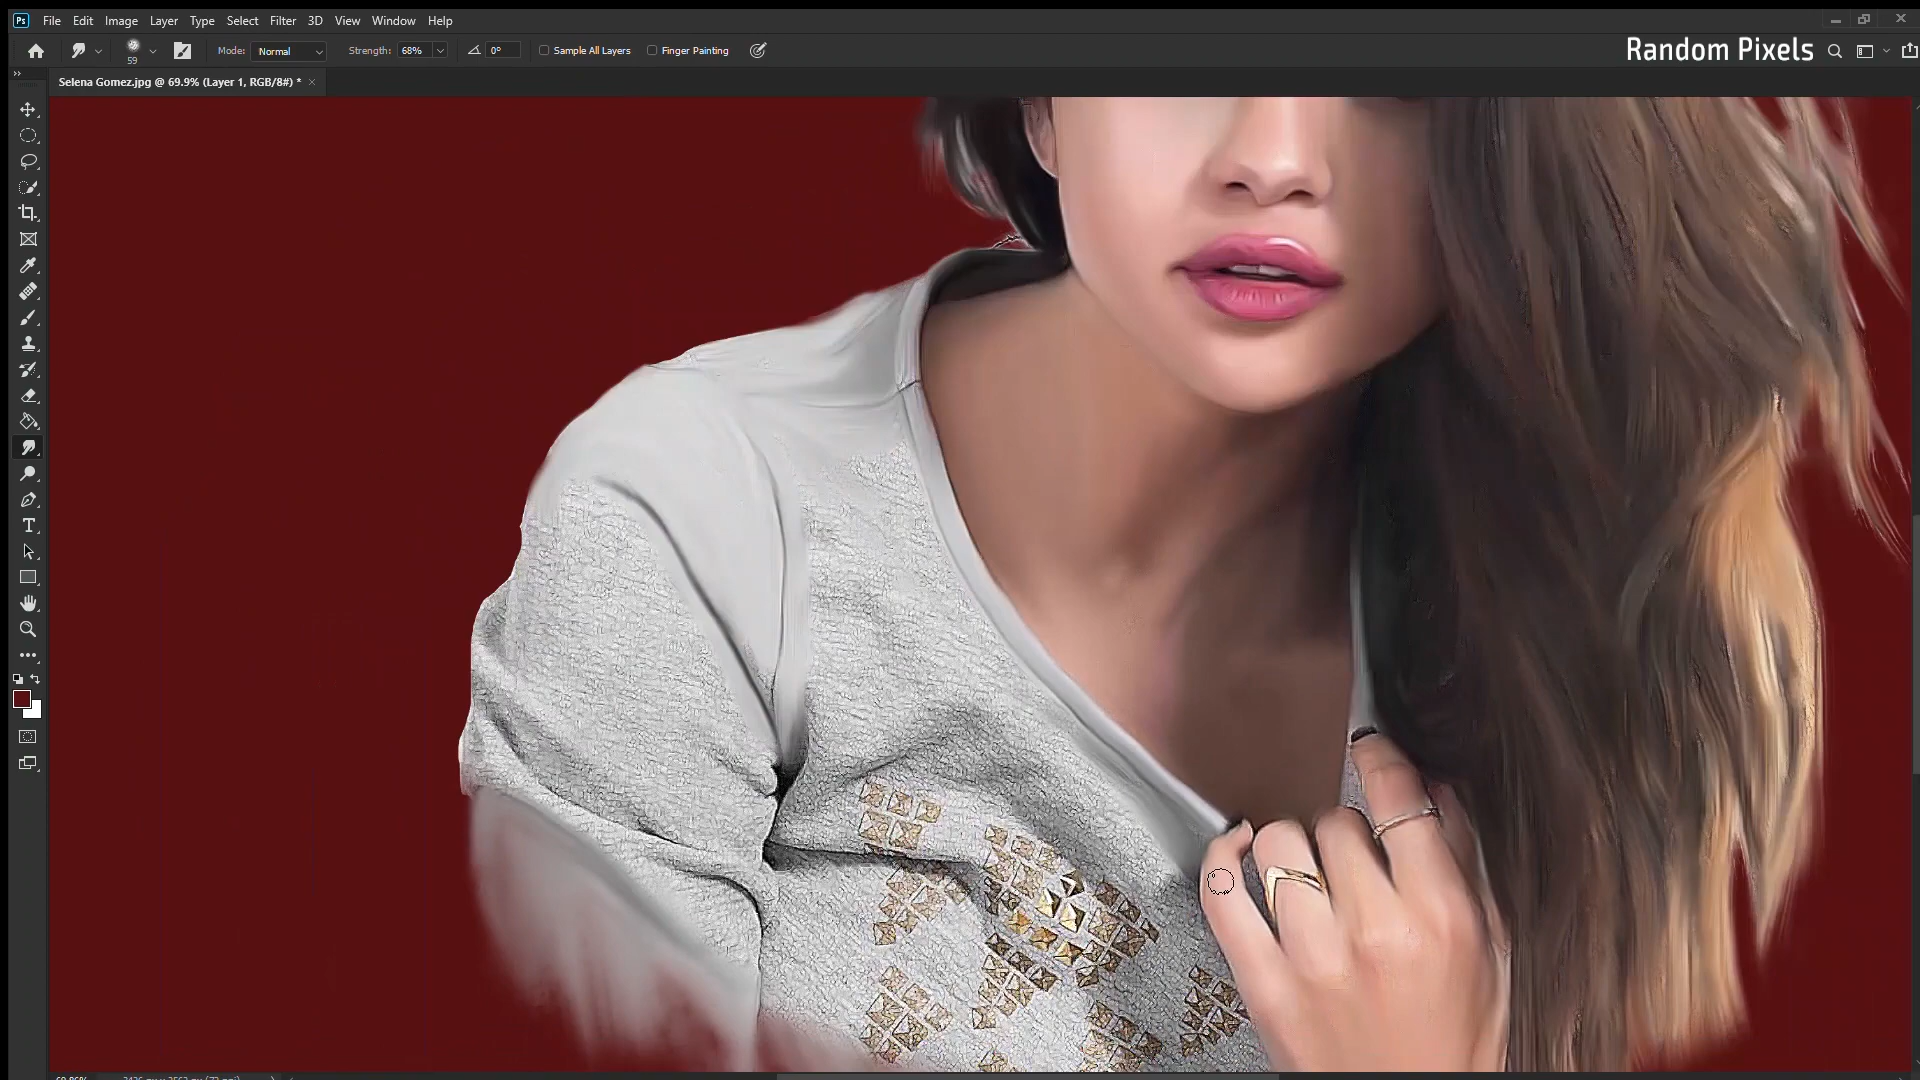 Ps File Edit Image Layer Type Select Filter 3D View Window Help
59 Mode: Normal Strength: 68% 0° Sample All Layers Finger Painting Random Pixels
Selena Gomez.jpg @ 69.9% (Layer 1, RGB/8#) *